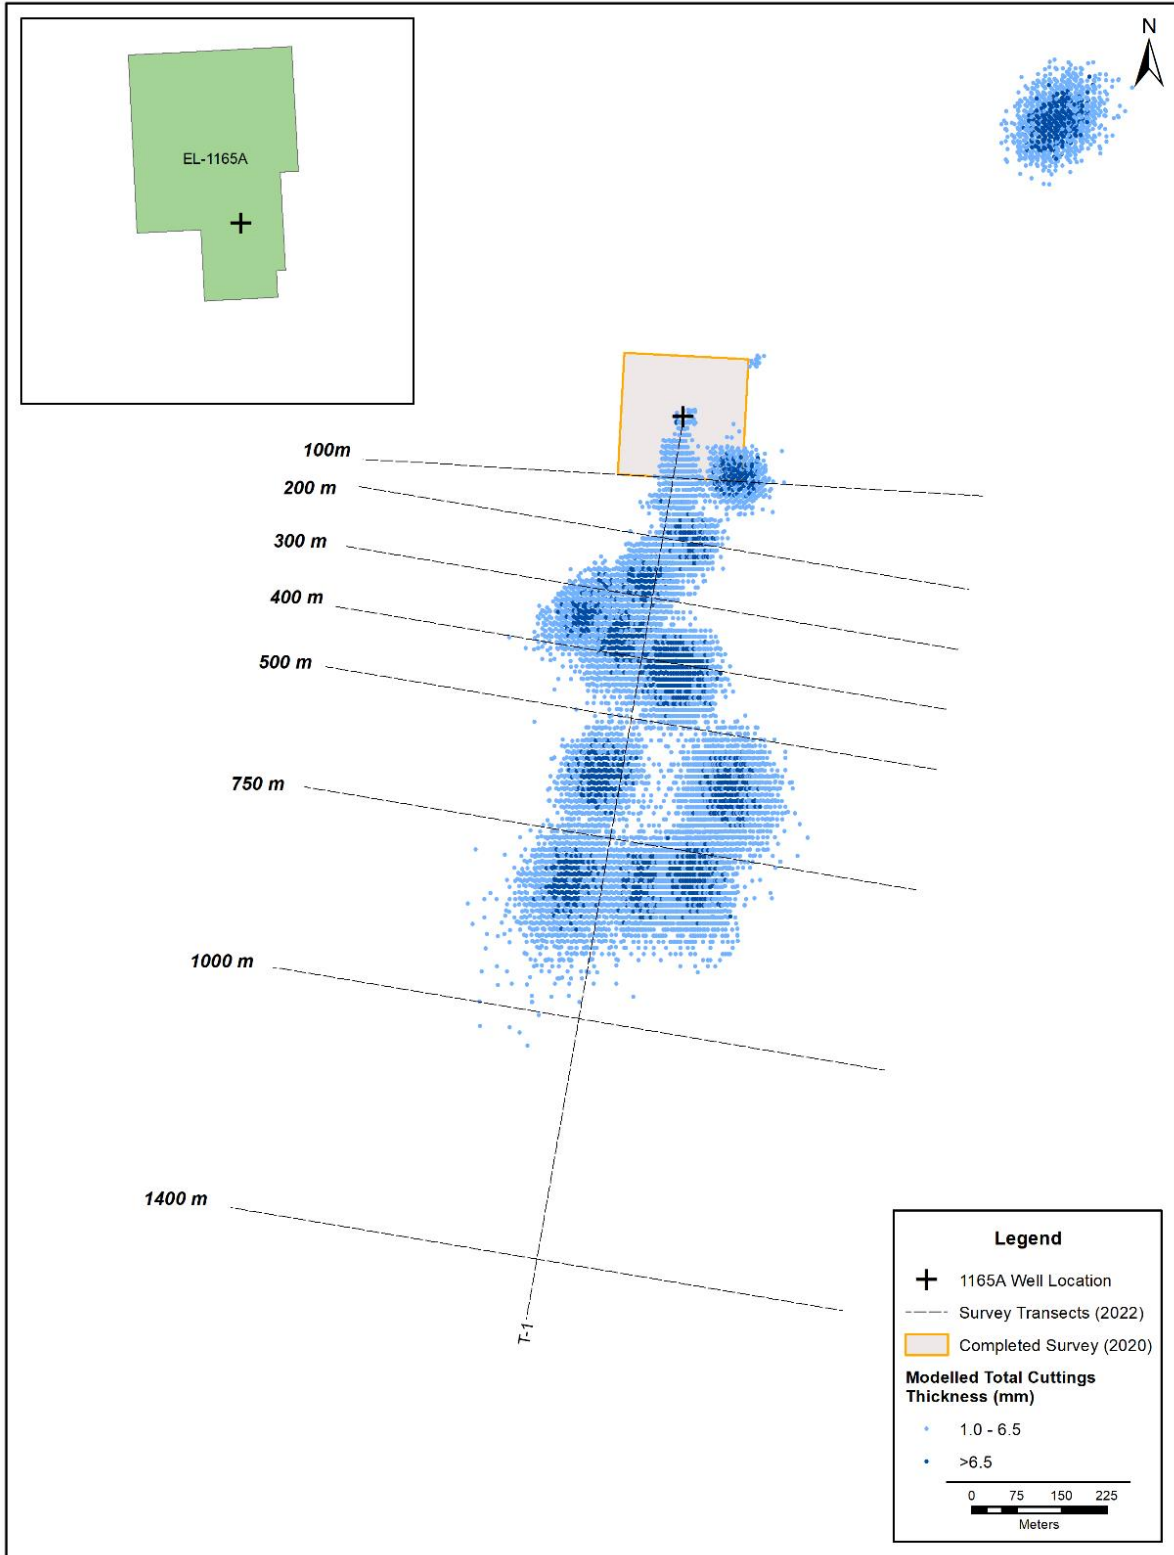 N
EL-1165A
100m
200 m
300 m
400 m
500 m
750 m
1000 m
1400 m
T-1
Legend
1165A Well Location
Survey Transects (2022)
Completed Survey (2020)
Modelled Total Cuttings
Thickness (mm)
1.0 - 6.5
>6.5
0 75 150 225
Meters